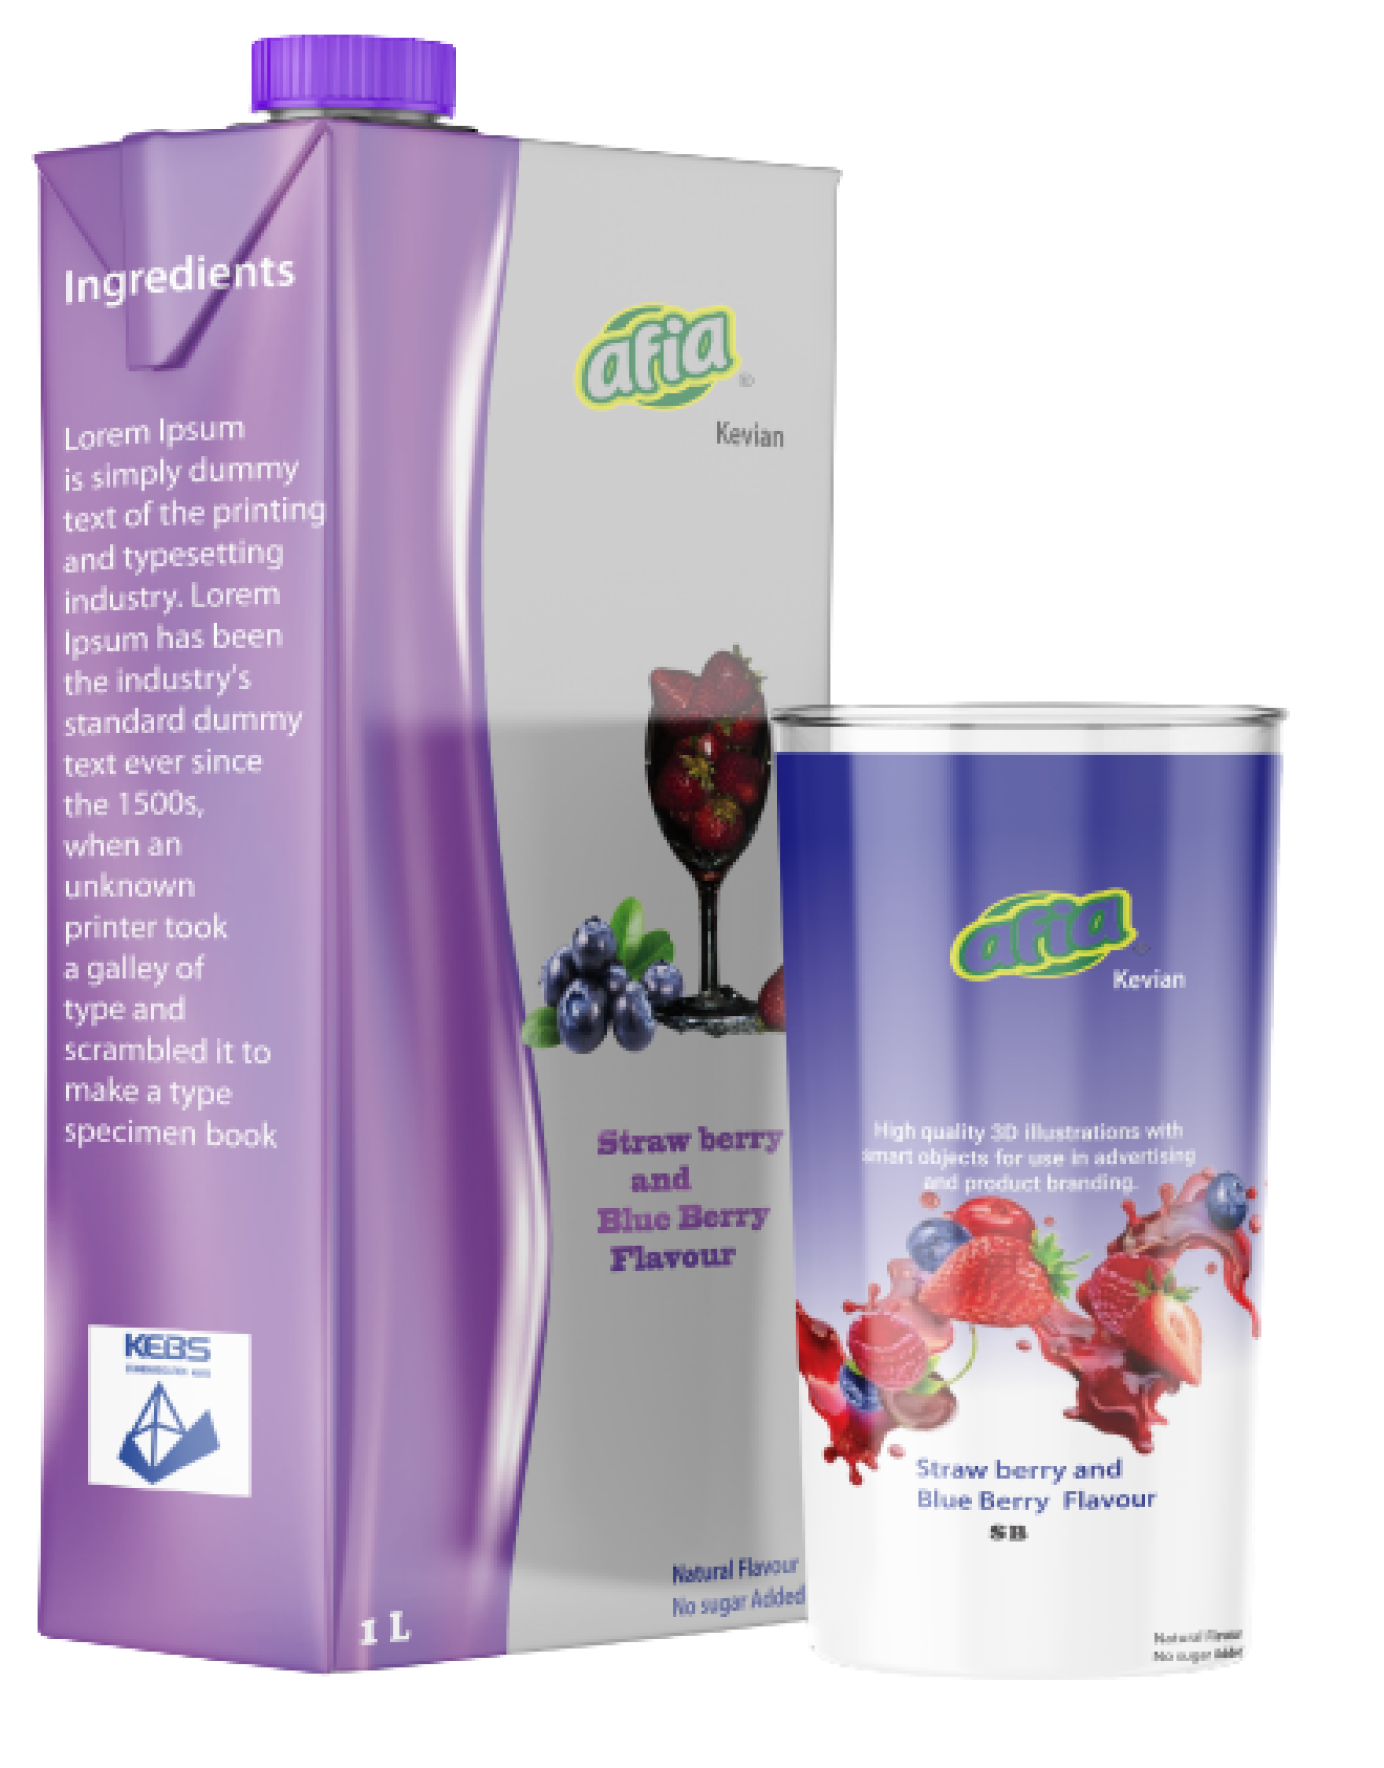 Ingredients
Lorem Ipsum
is simply dummy
text of the printing
and typesetting
industry. Lorem
Ipsum has been
the industry's
standard dummy
text ever since
the 1500s,
when an
unknown
printer took
a galley of
type and
scrambled it to
make a type
specimen book
KEBS
1 L
afia
®
Kevian
Straw berry
and
Blue Berry
Flavour
Natural Flavour
No sugar Added
afia
Kevian
High quality 3D illustrations with
smart objects for use in advertising
and product branding.
Straw berry and
Blue Berry Flavour
SB
Natural Flavour
No sugar Added